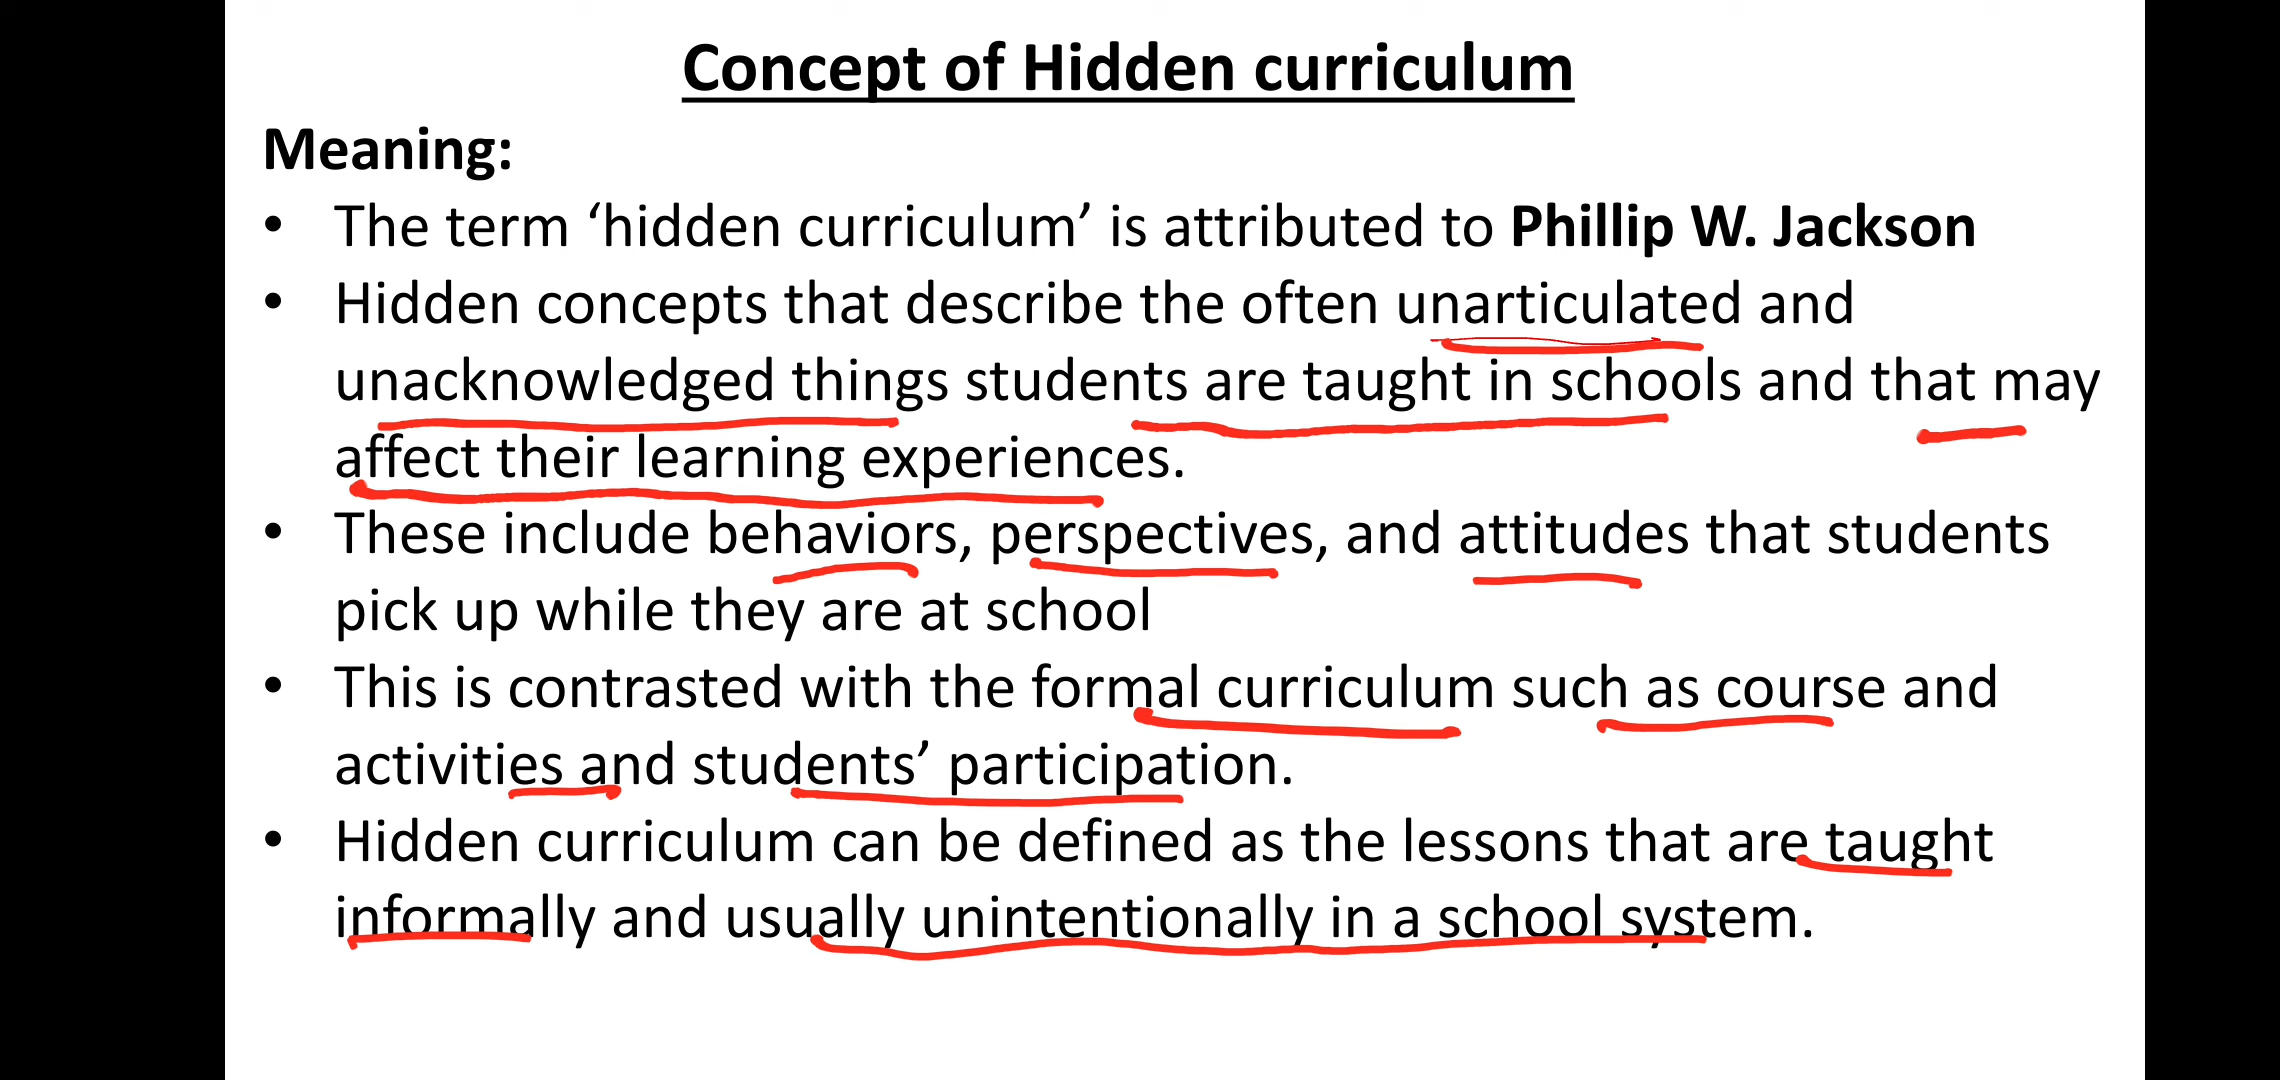 Concept of Hidden curriculum
Meaning:
• The term ‘hidden curriculum’ is attributed to Phillip W. Jackson
• Hidden concepts that describe the often unarticulated and
unacknowledged things students are taught in schools and that may
affect their learning experiences.
• These include behaviors, perspectives, and attitudes that students
pick up while they are at school
• This is contrasted with the formal curriculum such as course and
activities and students’ participation.
• Hidden curriculum can be defined as the lessons that are taught
informally and usually unintentionally in a school system.